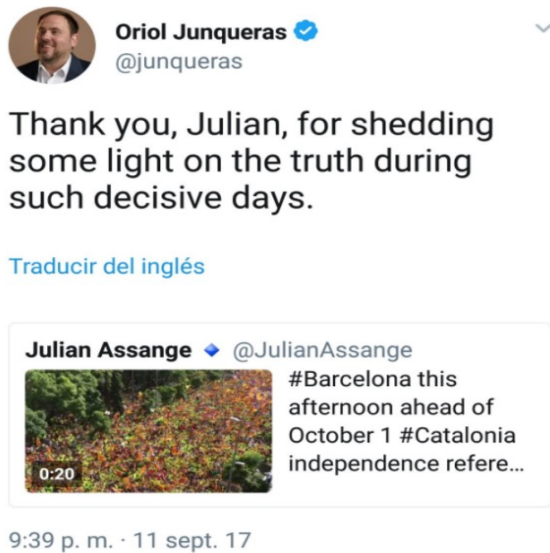 Oriol Junqueras
@junqueras
Thank you, Julian, for shedding
some light on the truth during
such decisive days.
Traducir del inglés
Julian Assange 🔹 @JulianAssange
#Barcelona this
afternoon ahead of
October 1 #Catalonia
independence refere...
0:20
9:39 p. m. · 11 sept. 17